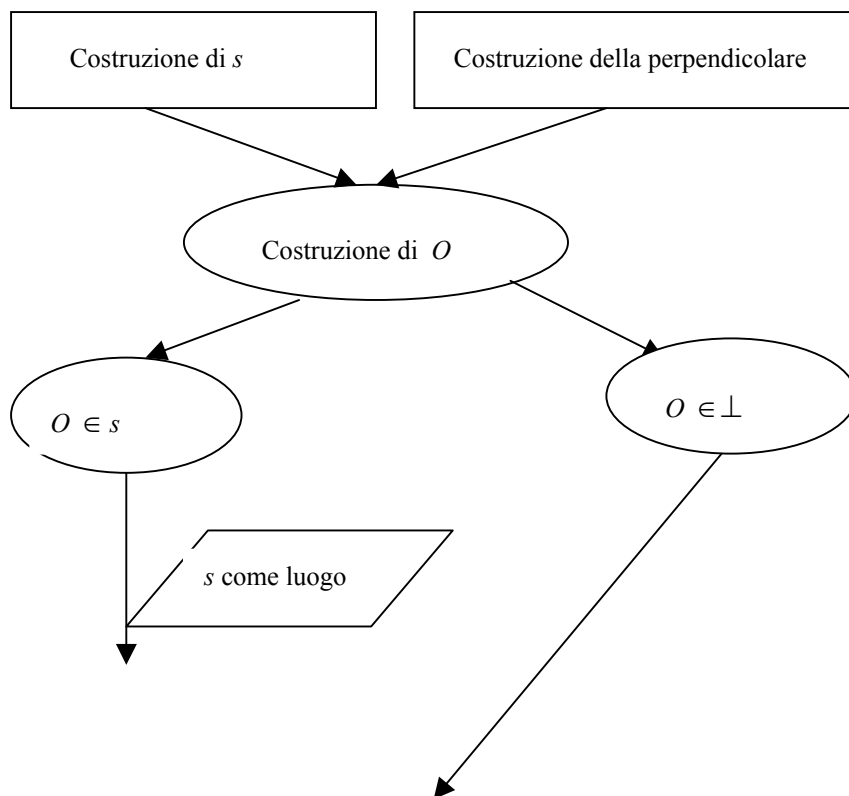 Costruzione di s
Costruzione della perpendicolare
Costruzione di O
O ∈ s
O ∈ ⊥
s come luogo